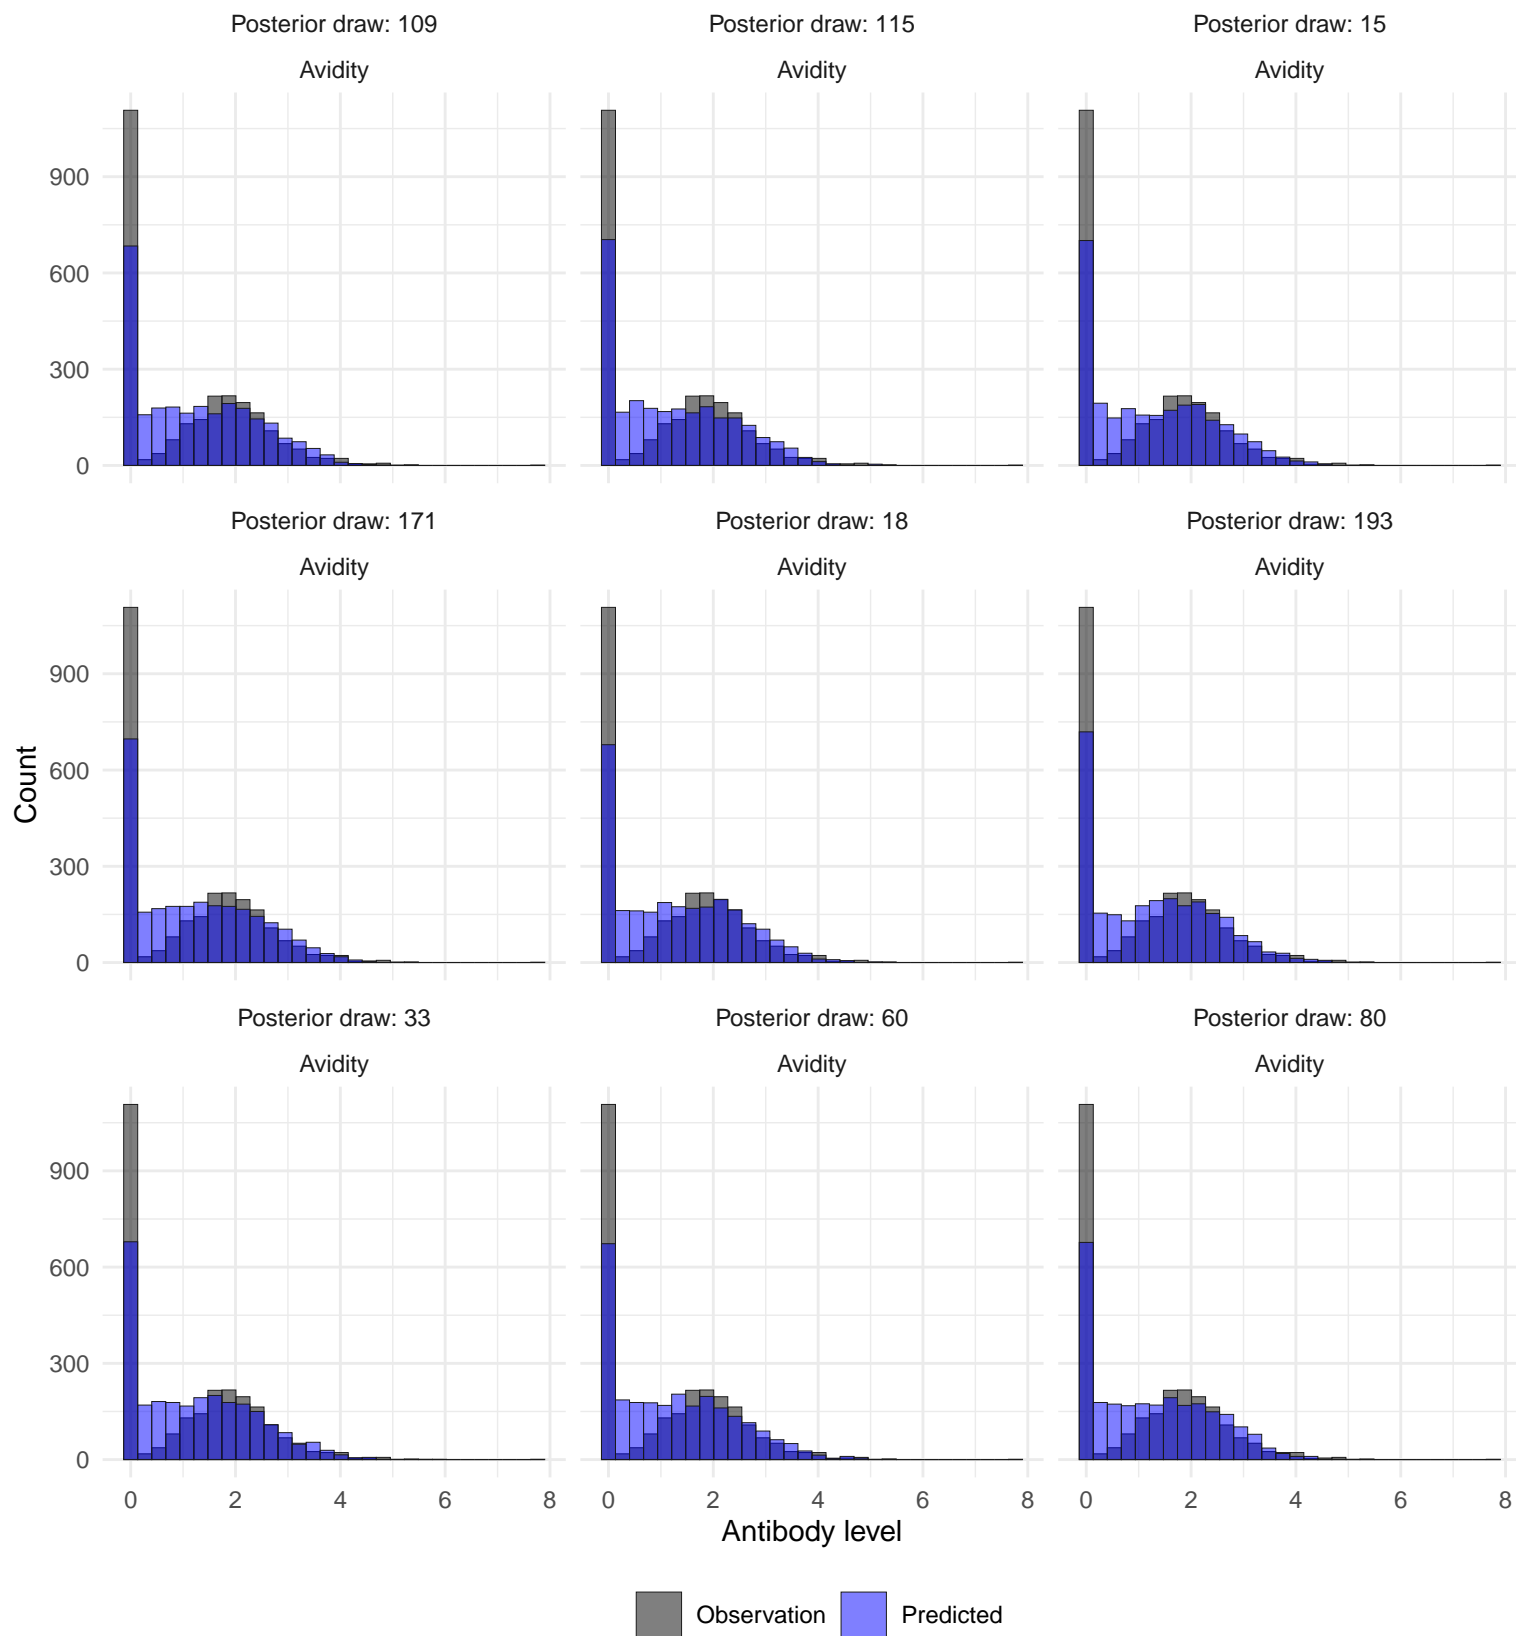 Posterior draw: 109 Posterior draw: 115 Posterior draw: 15
Avidity Avidity Avidity
900
600
300
0
Posterior draw: 171 Posterior draw: 18 Posterior draw: 193
Avidity Avidity Avidity
900
600
300
0
Count
Posterior draw: 33 Posterior draw: 60 Posterior draw: 80
Avidity Avidity Avidity
900
600
300
0
0 2 4 6 8 0 2 4 6 8 0 2 4 6 8
Antibody level
Observation Predicted